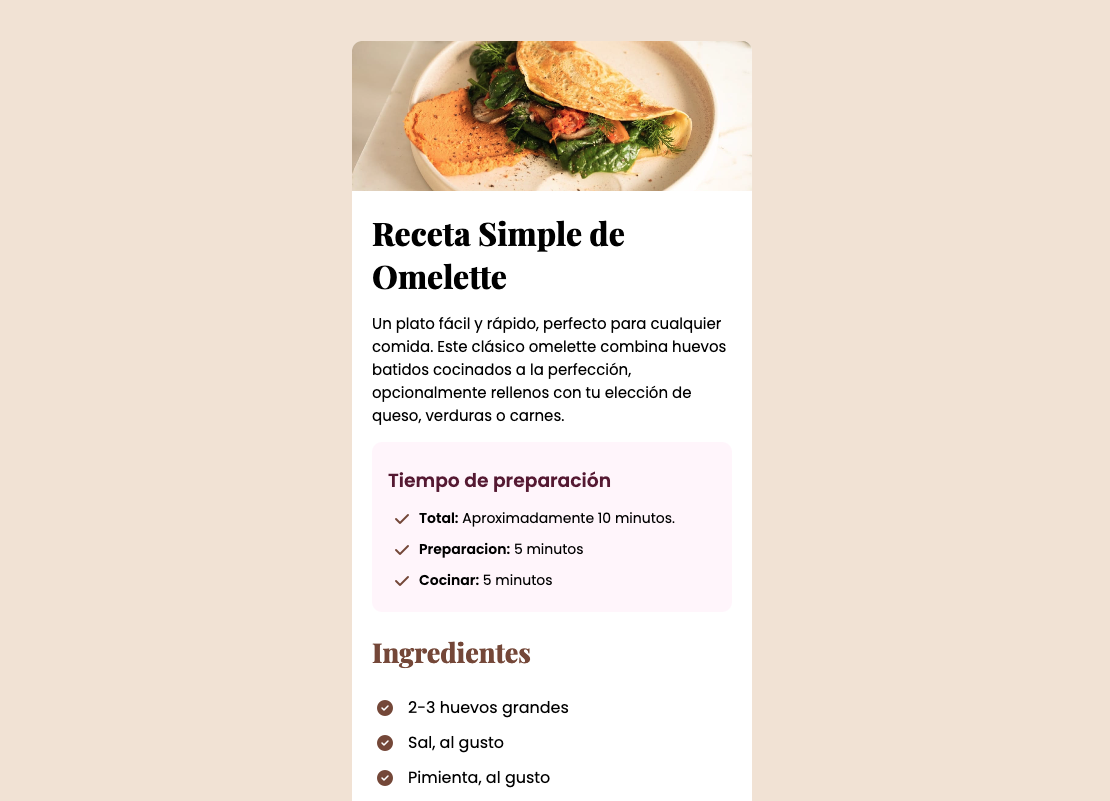 Receta Simple de
Omelette
Un plato fácil y rápido, perfecto para cualquier
comida. Este clásico omelette combina huevos
batidos cocinados a la perfección,
opcionalmente rellenos con tu elección de
queso, verduras o carnes.
Tiempo de preparación
Total: Aproximadamente 10 minutos.
Preparacion: 5 minutos
Cocinar: 5 minutos
Ingredientes
2-3 huevos grandes
Sal, al gusto
Pimienta, al gusto